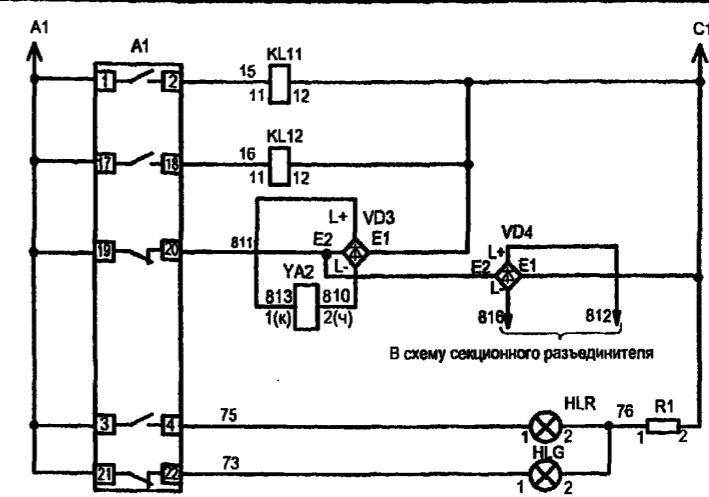 A1 C1
A1
KL11
1 2 15
11 12
KL12
17 18 16
11 12
L+ VD3
VD4
19 20 811 E2 E1
L+
L- E2 E1
YA2 L-
813 810
1(к) 2(ч)
816 812
В схему секционного разъединителя
HLR
3 4 75 76 R1
1 2 1 2
HLG
21 22 73
1 2